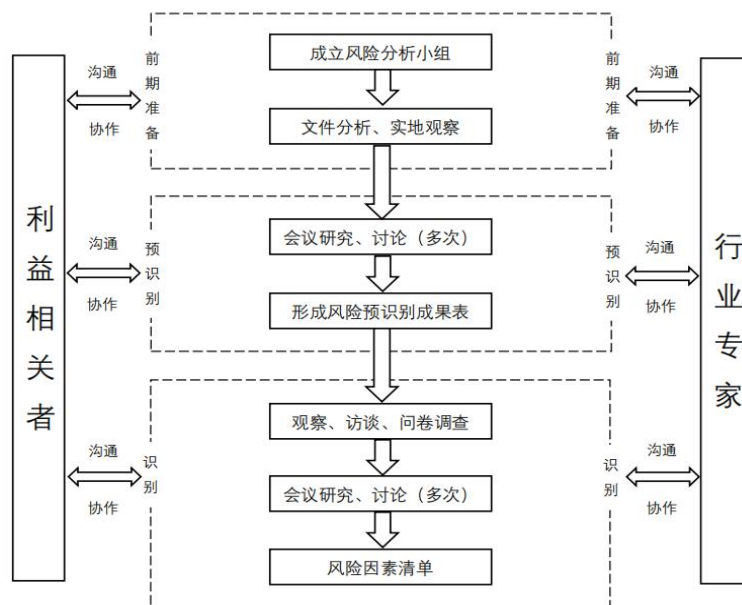 利益相关者
沟通
协作
前期准备
成立风险分析小组
文件分析、实地观察
前期准备
沟通
协作
行业专家
沟通
协作
预识别
会议研究、讨论（多次）
形成风险预识别成果表
预识别
沟通
协作
沟通
协作
识别
观察、访谈、问卷调查
会议研究、讨论（多次）
风险因素清单
识别
沟通
协作